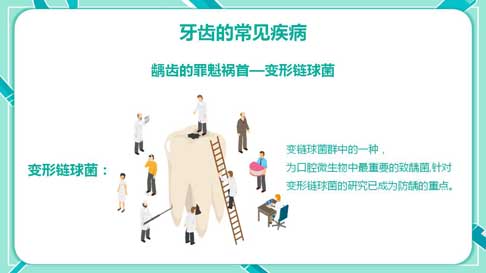 牙齿的常见疾病
龋齿的罪魁祸首—变形链球菌
变形链球菌：
变链球菌群中的一种，
为口腔微生物中最重要的致龋菌,针对
变形链球菌的研究已成为防龋的重点。